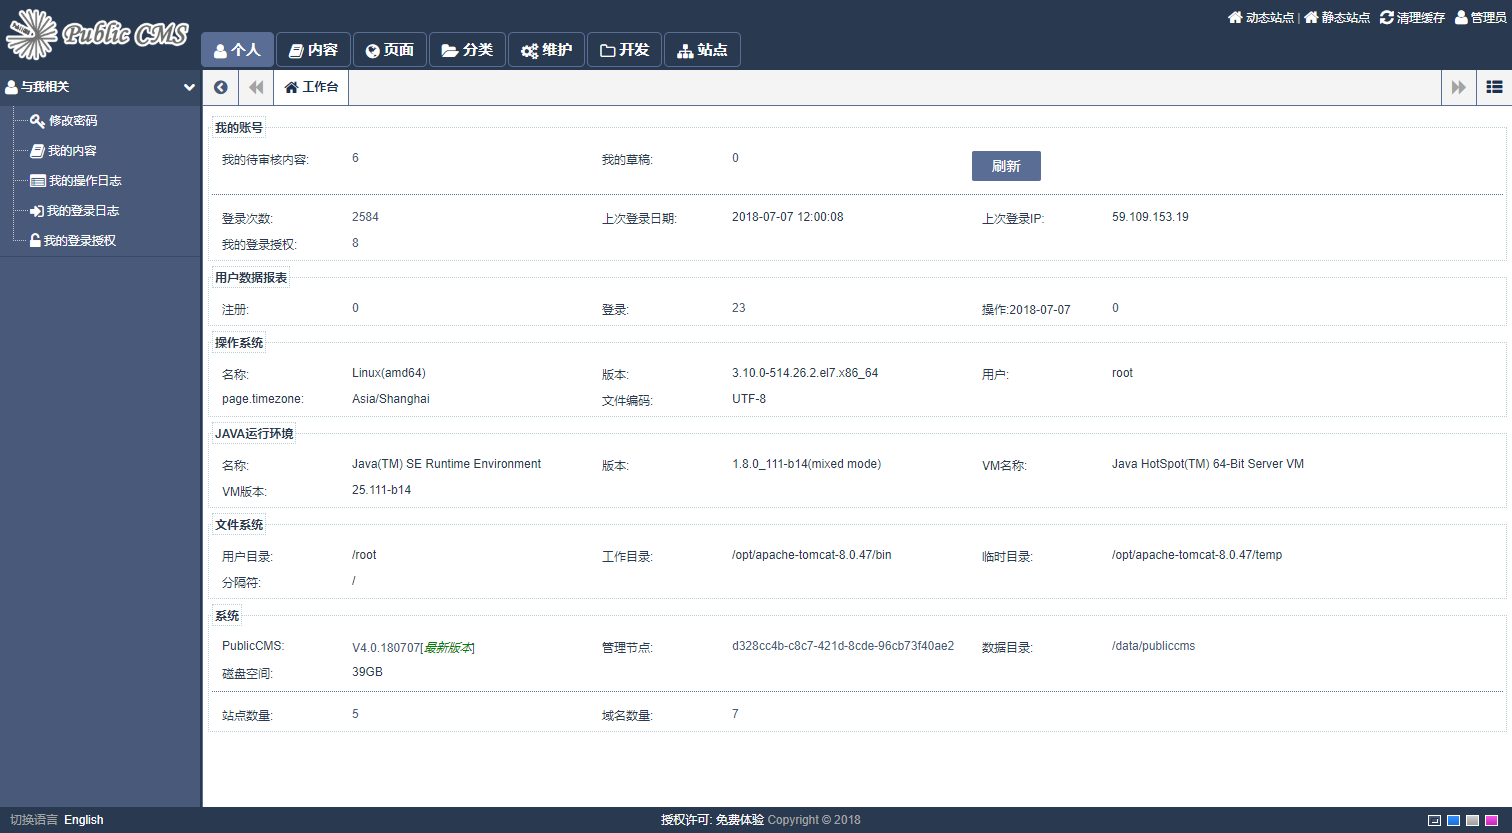 Public CMS
动态站点 | 静态站点 清理缓存 管理员
个人 内容 页面 分类 维护 开发 站点
与我相关
修改密码
我的内容
我的操作日志
我的登录日志
我的登录授权
工作台
我的账号
我的待审核内容: 6 我的草稿: 0 刷新
登录次数: 2584 上次登录日期: 2018-07-07 12:00:08 上次登录IP: 59.109.153.19
我的登录授权: 8
用户数据报表
注册: 0 登录: 23 操作:2018-07-07 0
操作系统
名称: Linux(amd64) 版本: 3.10.0-514.26.2.el7.x86_64 用户: root
page.timezone: Asia/Shanghai 文件编码: UTF-8
JAVA运行环境
名称: Java(TM) SE Runtime Environment 版本: 1.8.0_111-b14(mixed mode) VM名称: Java HotSpot(TM) 64-Bit Server VM
VM版本: 25.111-b14
文件系统
用户目录: /root 工作目录: /opt/apache-tomcat-8.0.47/bin 临时目录: /opt/apache-tomcat-8.0.47/temp
分隔符: /
系统
PublicCMS: V4.0.180707[最新版本] 管理节点: d328cc4b-c8c7-421d-8cde-96cb73f40ae2 数据目录: /data/publiccms
磁盘空间: 39GB
站点数量: 5 域名数量: 7
切换语言 English 授权许可: 免费体验 Copyright © 2018